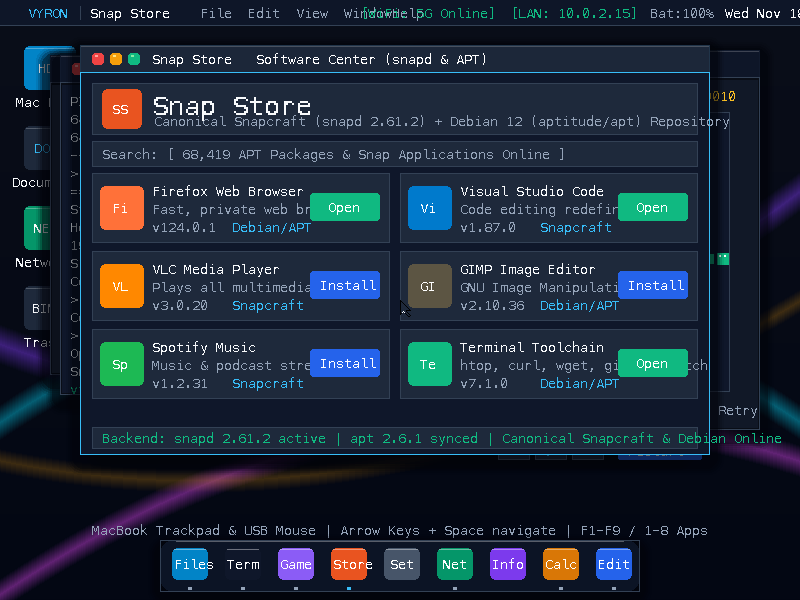 VYRON Snap Store File Edit View Window Help 5G Online] [LAN: 10.0.2.15] Bat:100% Wed Nov 18
Snap Store Software Center (snapd & APT)
SS Snap Store
Canonical Snapcraft (snapd 2.61.2) + Debian 12 (aptitude/apt) Repository
Search: [ 68,419 APT Packages & Snap Applications Online ]
Fi Firefox Web Browser
Fast, private web br
v124.0.1 Debian/APT
Open
Vi Visual Studio Code
Code editing redefin
v1.87.0 Snapcraft
Open
VL VLC Media Player
Plays all multimedia
v3.0.20 Snapcraft
Install
GI GIMP Image Editor
GNU Image Manipulati
v2.10.36 Debian/APT
Install
Sp Spotify Music
Music & podcast stre
v1.2.31 Snapcraft
Install
Te Terminal Toolchain
htop, curl, wget, gi tch
v7.1.0 Debian/APT
Open
Backend: snapd 2.61.2 active | apt 2.6.1 synced | Canonical Snapcraft & Debian Online
Mac
Docum
Netw
Tra
Retry
MacBook Trackpad & USB Mouse | Arrow Keys + Space navigate | F1-F9 / 1-8 Apps
Files Term Game Store Set Net Info Calc Edit